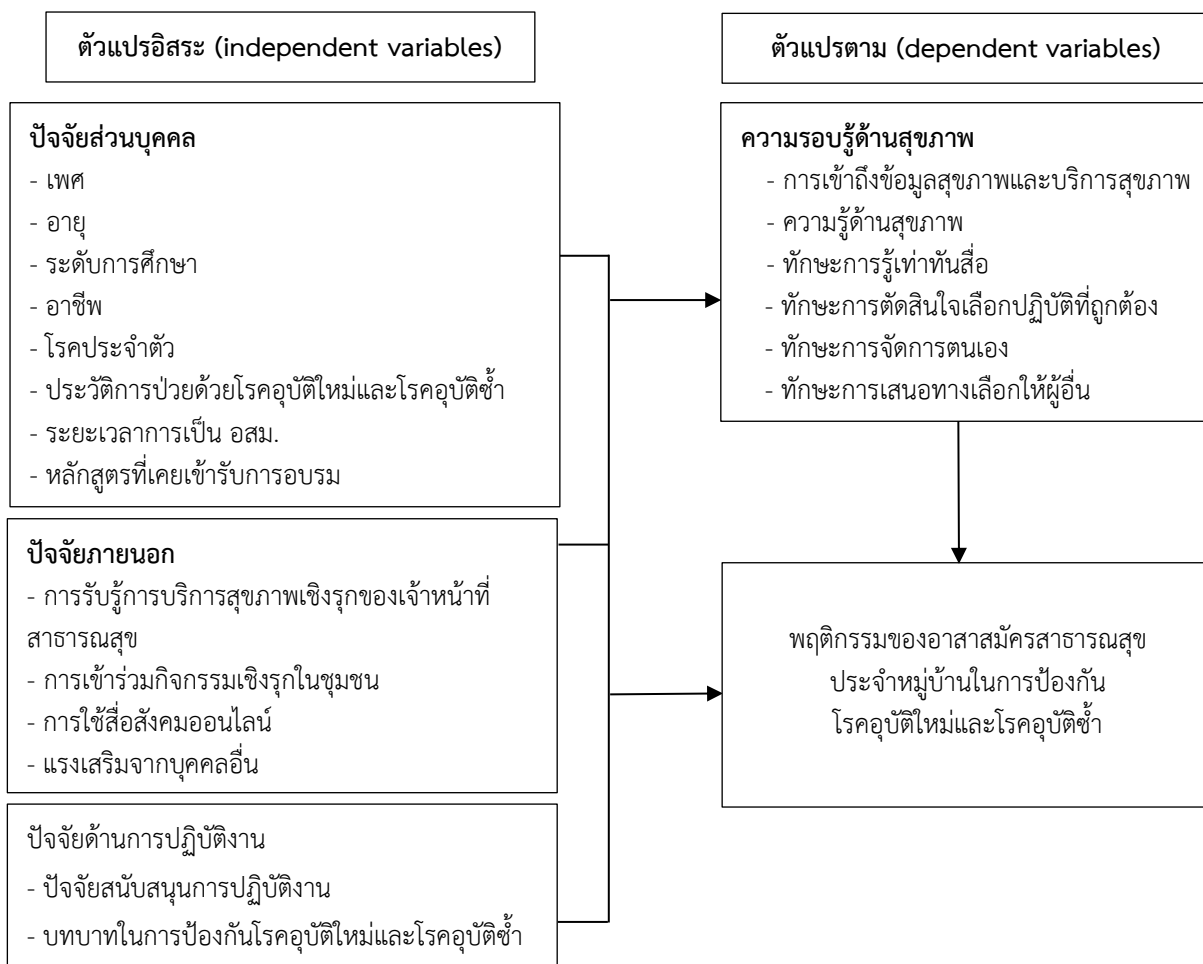 ตัวแปรอิสระ (independent variables)
ปัจจัยส่วนบุคคล
- เพศ
- อายุ
- ระดับการศึกษา
- อาชีพ
- โรคประจำตัว
- ประวัติการป่วยด้วยโรคอุบัติใหม่และโรคอุบัติซ้ำ
- ระยะเวลาการเป็น อสม.
- หลักสูตรที่เคยเข้ารับการอบรม
ปัจจัยภายนอก
- การรับรู้การบริการสุขภาพเชิงรุกของเจ้าหน้าที่
สาธารณสุข
- การเข้าร่วมกิจกรรมเชิงรุกในชุมชน
- การใช้สื่อสังคมออนไลน์
- แรงเสริมจากบุคคลอื่น
ปัจจัยด้านการปฏิบัติงาน
- ปัจจัยสนับสนุนการปฏิบัติงาน
- บทบาทในการป้องกันโรคอุบัติใหม่และโรคอุบัติซ้ำ
ตัวแปรตาม (dependent variables)
ความรอบรู้ด้านสุขภาพ
- การเข้าถึงข้อมูลสุขภาพและบริการสุขภาพ
- ความรู้ด้านสุขภาพ
- ทักษะการรู้เท่าทันสื่อ
- ทักษะการตัดสินใจเลือกปฏิบัติที่ถูกต้อง
- ทักษะการจัดการตนเอง
- ทักษะการเสนอทางเลือกให้ผู้อื่น
พฤติกรรมของอาสาสมัครสาธารณสุข
ประจำหมู่บ้านในการป้องกัน
โรคอุบัติใหม่และโรคอุบัติซ้ำ